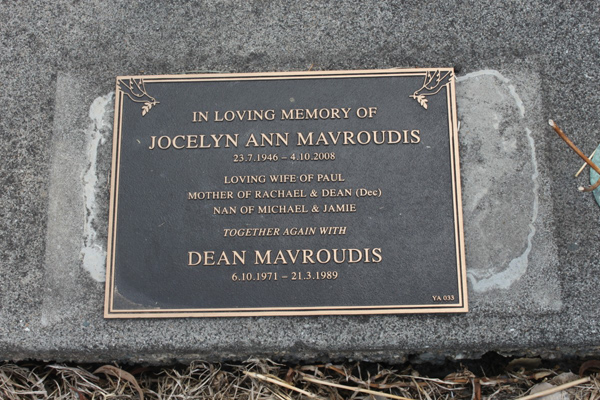 IN LOVING MEMORY OF
JOCELYN ANN MAVROUDIS
23.7.1946 – 4.10.2008
LOVING WIFE OF PAUL
MOTHER OF RACHAEL & DEAN (Dec)
NAN OF MICHAEL & JAMIE
TOGETHER AGAIN WITH
DEAN MAVROUDIS
6.10.1971 – 21.3.1989
YA 033